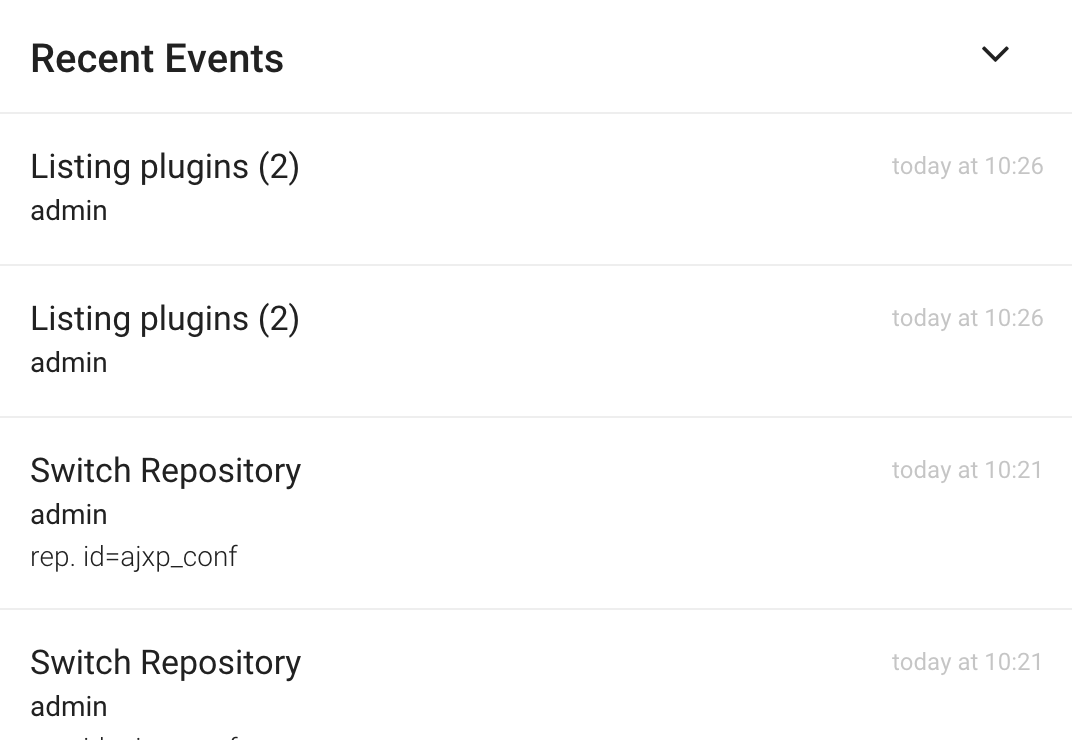 Recent Events
Listing plugins (2)
today at 10:26
admin
Listing plugins (2)
today at 10:26
admin
Switch Repository
today at 10:21
admin
rep. id=ajxp_conf
Switch Repository
today at 10:21
admin